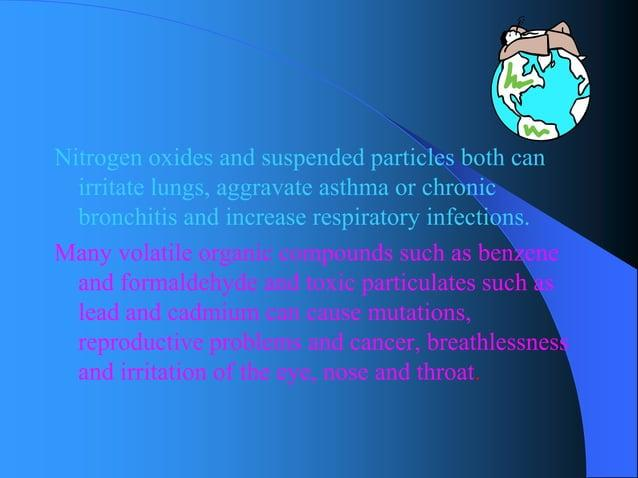 Nitrogen oxides and suspended particles both can
irritate lungs, aggravate asthma or chronic
bronchitis and increase respiratory infections.
Many volatile organic compounds such as benzene
and formaldehyde and toxic particulates such as
lead and cadmium can cause mutations,
reproductive problems and cancer, breathlessness
and irritation of the eye, nose and throat.